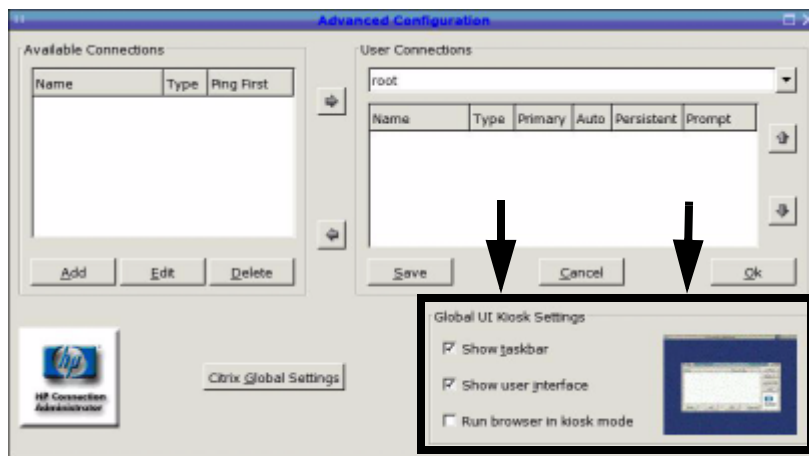 Advanced Configuration
Available Connections
Name Type Ping First
Add Edit Delete
User Connections
root
Name Type Primary Auto Persistent Prompt
Save Cancel Ok
hp
HP Connection
Administrator
Citrix Global Settings
Global UI Kiosk Settings
Show taskbar
Show user interface
Run browser in kiosk mode